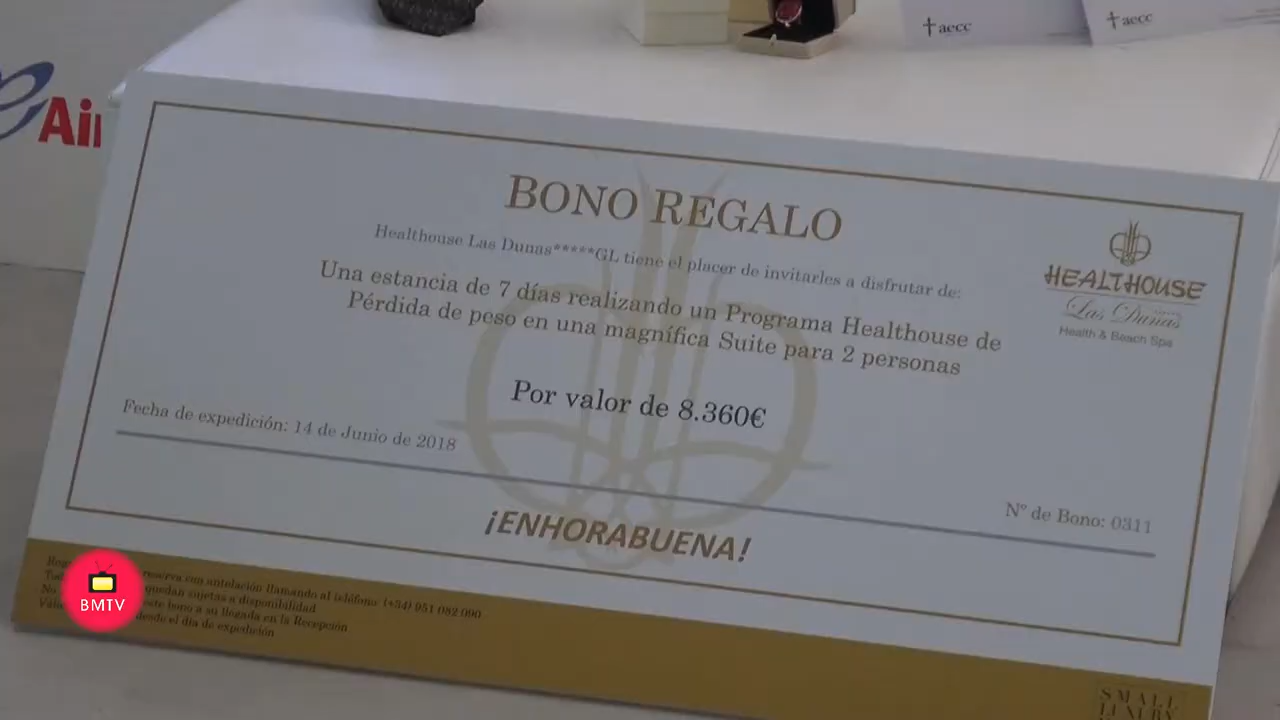 aecc
aecc
Air
BONO REGALO
Healthouse Las Dunas*****GL tiene el placer de invitarles a disfrutar de:
Una estancia de 7 días realizando un Programa Healthouse de
Pérdida de peso en una magnífica Suite para 2 personas
Por valor de 8.360€
HEALTHOUSE
Las Dunas
Health & Beach Spa
Fecha de expedición: 14 de Junio de 2018
Nº de Bono: 0311
¡ENHORABUENA!
reserva con antelación llamando al teléfono: (+34) 951 082 090
quedan sujetas a disponibilidad
este bono a su llegada en la Recepción
desde el día de expedición
BMTV
SMALL
LUXURY